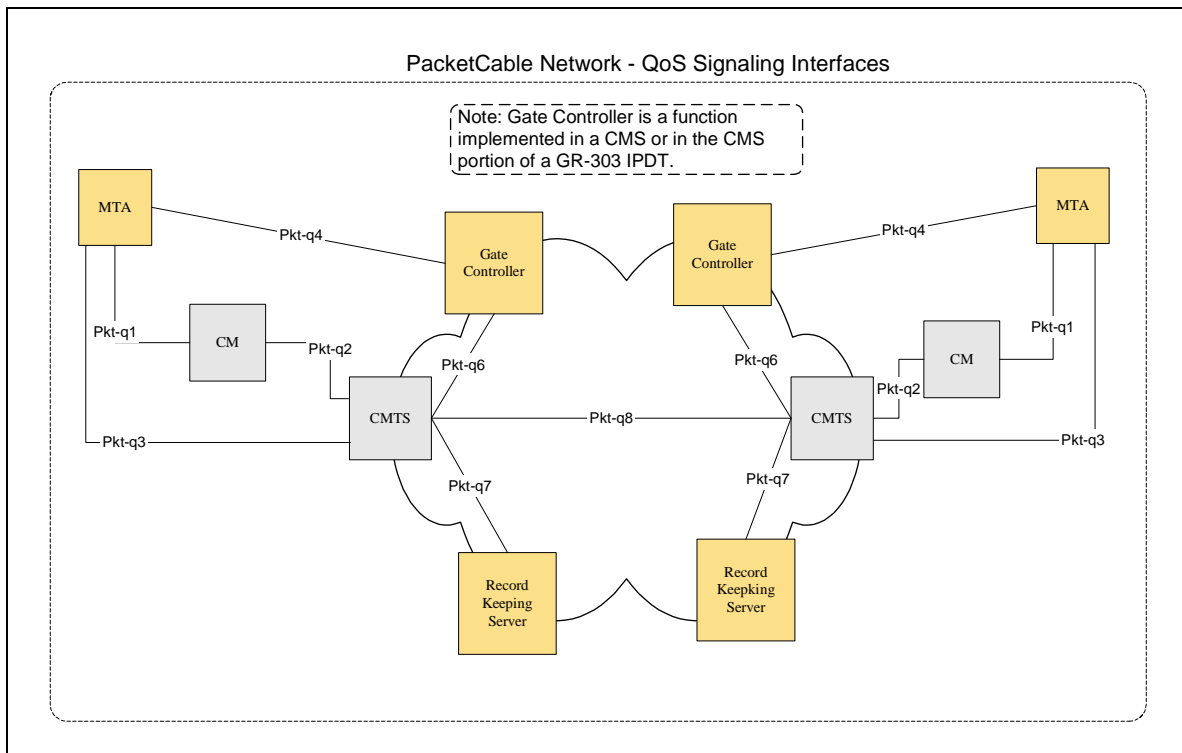 PacketCable Network - QoS Signaling Interfaces
Note: Gate Controller is a function
implemented in a CMS or in the CMS
portion of a GR-303 IPDT.
MTA
MTA
Pkt-q4
Pkt-q4
Gate
Controller
Gate
Controller
Pkt-q1
CM
Pkt-q2
Pkt-q6
Pkt-q6
Pkt-q2
CM
Pkt-q1
CMTS
Pkt-q8
CMTS
Pkt-q3
Pkt-q3
Pkt-q7
Pkt-q7
Record
Keeping
Server
Record
Keepking
Server